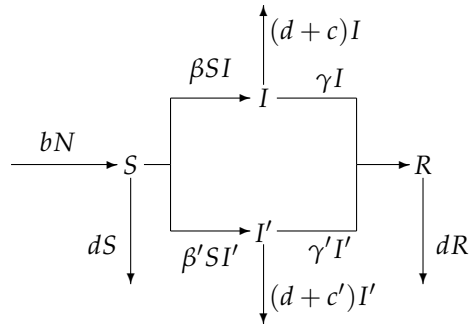 (d + c)I
βSI
I
γI
bN
S
R
dS
β′SI′
I′
γ′I′
dR
(d + c′)I′